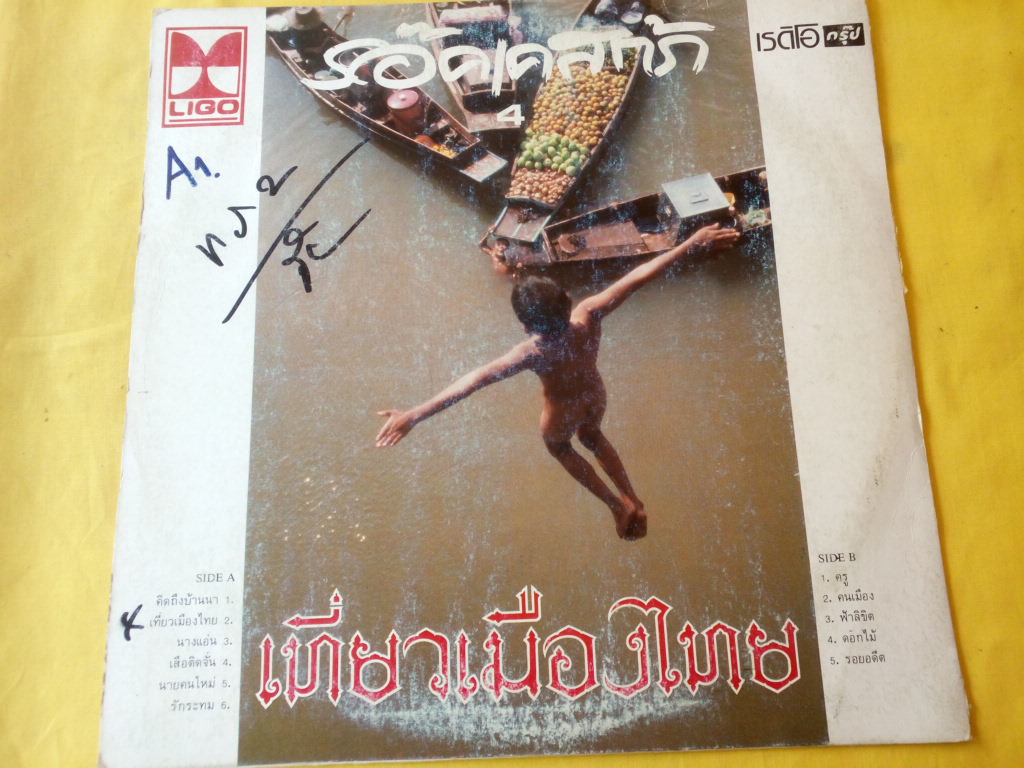 LIGO
ร็อคเคสตร้า
4
เรดิโอ กรุ๊ป
A1.
SIDE A
คิดถึงบ้านนา 1.
เที่ยวเมืองไทย 2.
นางแอ่น 3.
เสือติดจั่น 4.
นายคนใหม่ 5.
รักระทม 6.
เที่ยวเมืองไทย
SIDE B
1. ครู
2. คนเมือง
3. ฟ้าลิขิต
4. ดอกไม้
5. รอยอดีต